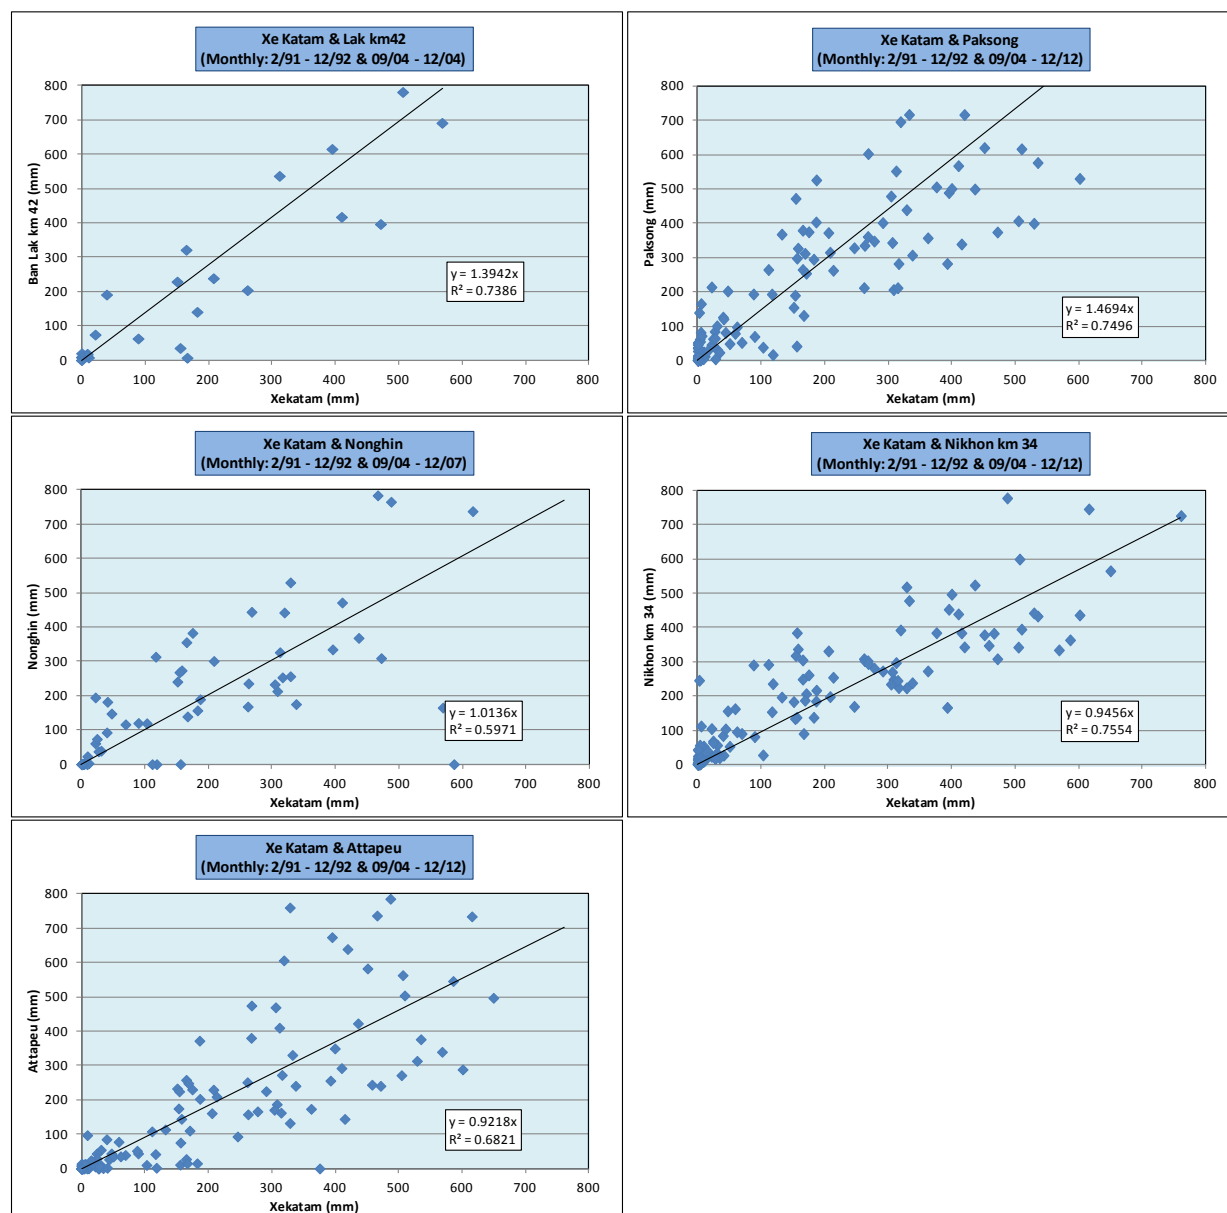 Xe Katam & Lak km42
(Monthly: 2/91 - 12/92 & 09/04 - 12/04)
800
700
600
500
400
300
200
100
0
Ban Lak km 42 (mm)
y = 1.3942x
R² = 0.7386
0 100 200 300 400 500 600 700 800
Xekatam (mm)
Xe Katam & Paksong
(Monthly: 2/91 - 12/92 & 09/04 - 12/12)
800
700
600
500
400
300
200
100
0
Paksong (mm)
y = 1.4694x
R² = 0.7496
0 100 200 300 400 500 600 700 800
Xekatam (mm)
Xe Katam & Nonghin
(Monthly: 2/91 - 12/92 & 09/04 - 12/07)
800
700
600
500
400
300
200
100
0
Nonghin (mm)
y = 1.0136x
R² = 0.5971
0 100 200 300 400 500 600 700 800
Xekatam (mm)
Xe Katam & Nikhon km 34
(Monthly: 2/91 - 12/92 & 09/04 - 12/12)
800
700
600
500
400
300
200
100
0
Nikhon km 34 (mm)
y = 0.9456x
R² = 0.7554
0 100 200 300 400 500 600 700 800
Xekatam (mm)
Xe Katam & Attapeu
(Monthly: 2/91 - 12/92 & 09/04 - 12/12)
800
700
600
500
400
300
200
100
0
Attapeu (mm)
y = 0.9218x
R² = 0.6821
0 100 200 300 400 500 600 700 800
Xekatam (mm)